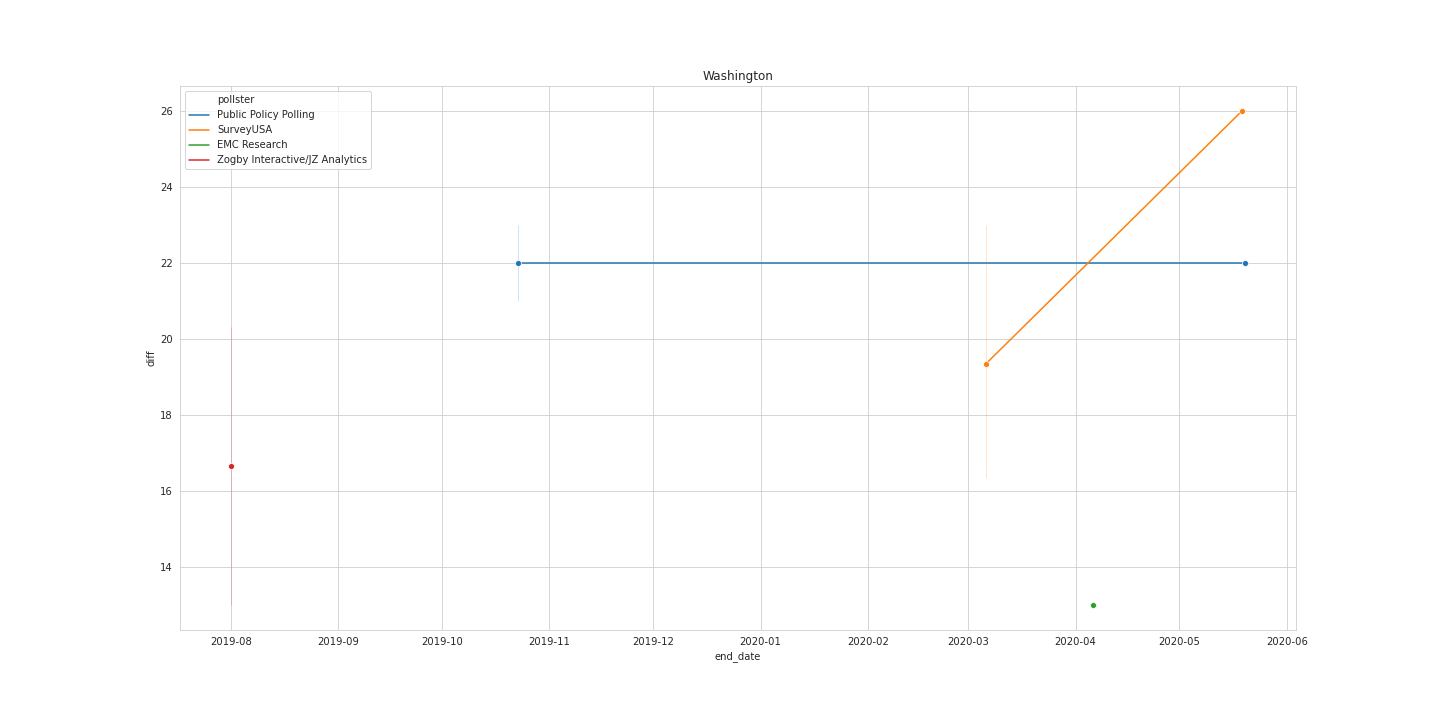 Washington
pollster
Public Policy Polling
SurveyUSA
EMC Research
Zogby Interactive/JZ Analytics
26
24
22
20
18
16
14
diff
2019-08 2019-09 2019-10 2019-11 2019-12 2020-01 2020-02 2020-03 2020-04 2020-05 2020-06
end_date